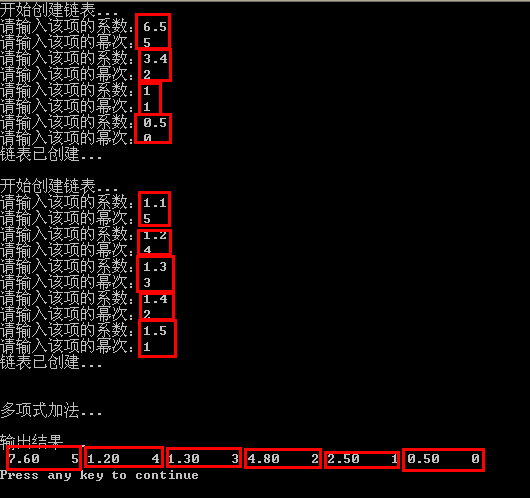 开始创建链表...
请输入该项的系数：6.5
请输入该项的幂次：5
请输入该项的系数：3.4
请输入该项的幂次：2
请输入该项的系数：1
请输入该项的幂次：1
请输入该项的系数：0.5
请输入该项的幂次：0
链表已创建...
开始创建链表...
请输入该项的系数：1.1
请输入该项的幂次：5
请输入该项的系数：1.2
请输入该项的幂次：4
请输入该项的系数：1.3
请输入该项的幂次：3
请输入该项的系数：1.4
请输入该项的幂次：2
请输入该项的系数：1.5
请输入该项的幂次：1
链表已创建...
多项式加法...
输出结果...
7.60 5 1.20 4 1.30 3 4.80 2 2.50 1 0.50 0
Press any key to continue